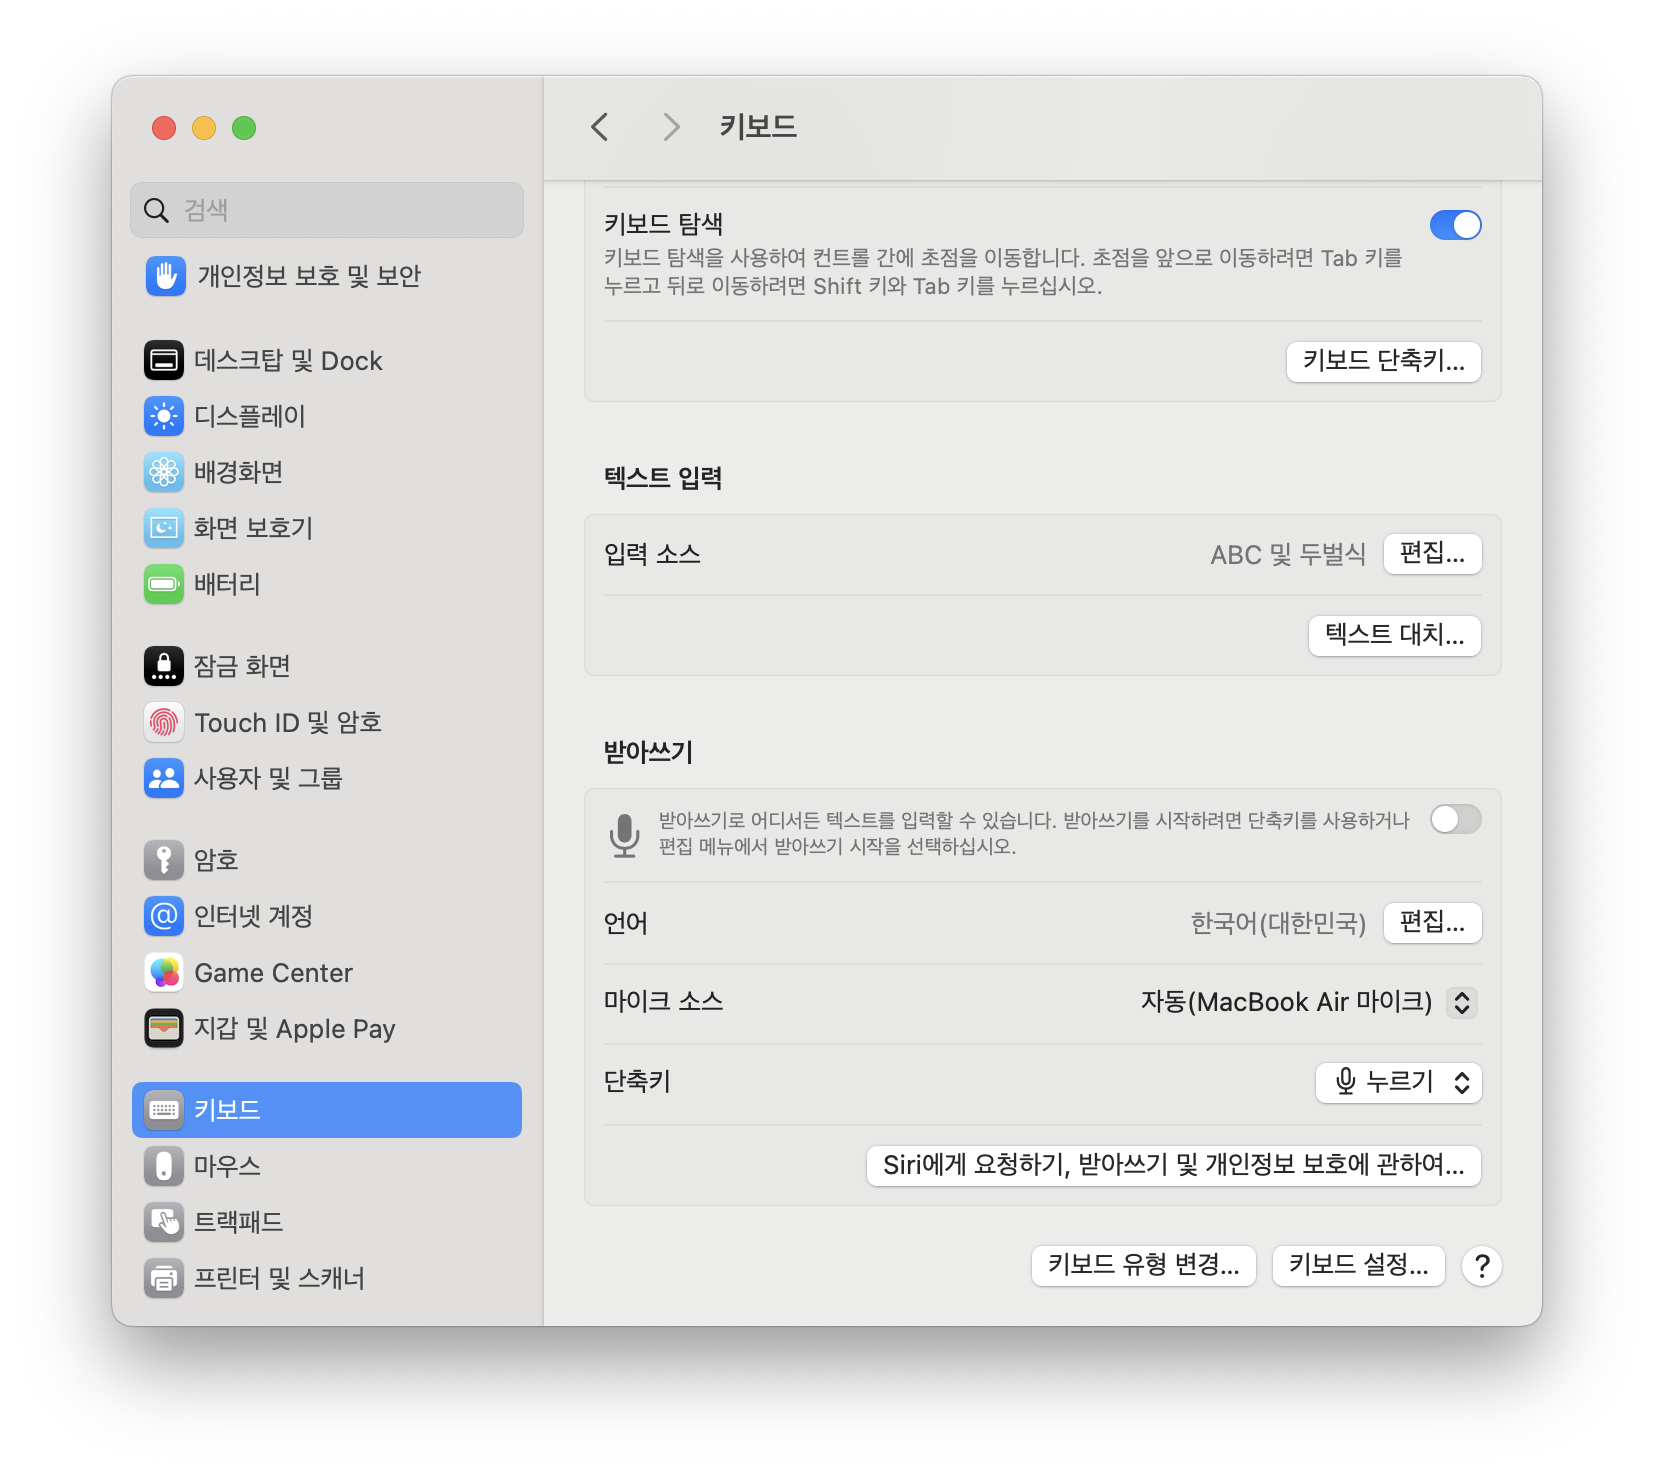 검색
개인정보 보호 및 보안
데스크탑 및 Dock
디스플레이
배경화면
화면 보호기
배터리
잠금 화면
Touch ID 및 암호
사용자 및 그룹
암호
인터넷 계정
Game Center
지갑 및 Apple Pay
키보드
마우스
트랙패드
프린터 및 스캐너
키보드
키보드 탐색
키보드 탐색을 사용하여 컨트롤 간에 초점을 이동합니다. 초점을 앞으로 이동하려면 Tab 키를
누르고 뒤로 이동하려면 Shift 키와 Tab 키를 누르십시오.
키보드 단축키...
텍스트 입력
입력 소스 ABC 및 두벌식 편집...
텍스트 대치...
받아쓰기
받아쓰기로 어디서든 텍스트를 입력할 수 있습니다. 받아쓰기를 시작하려면 단축키를 사용하거나
편집 메뉴에서 받아쓰기 시작을 선택하십시오.
언어 한국어(대한민국) 편집...
마이크 소스 자동(MacBook Air 마이크)
단축키 누르기
Siri에게 요청하기, 받아쓰기 및 개인정보 보호에 관하여...
키보드 유형 변경... 키보드 설정... ?